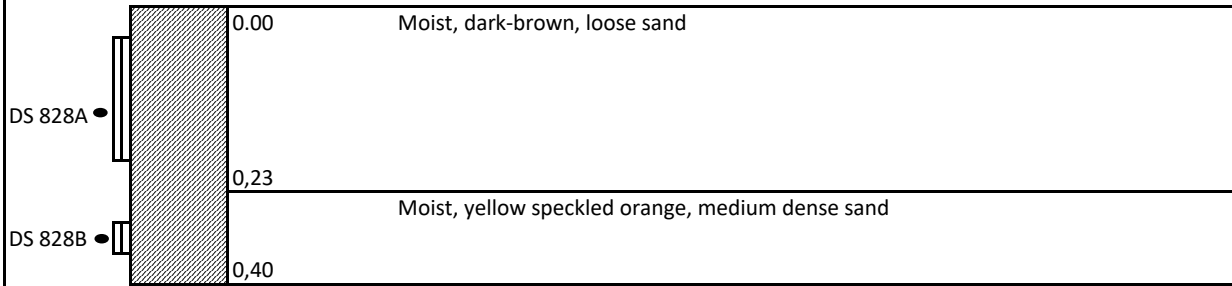 0.00 Moist, dark-brown, loose sand
DS 828A
0,23
Moist, yellow speckled orange, medium dense sand
DS 828B
0,40